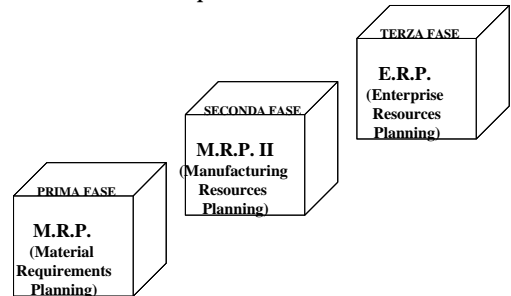 TERZA FASE
E.R.P.
(Enterprise
Resources
Planning)
SECONDA FASE
M.R.P. II
(Manufacturing
Resources
Planning)
PRIMA FASE
M.R.P.
(Material
Requirements
Planning)